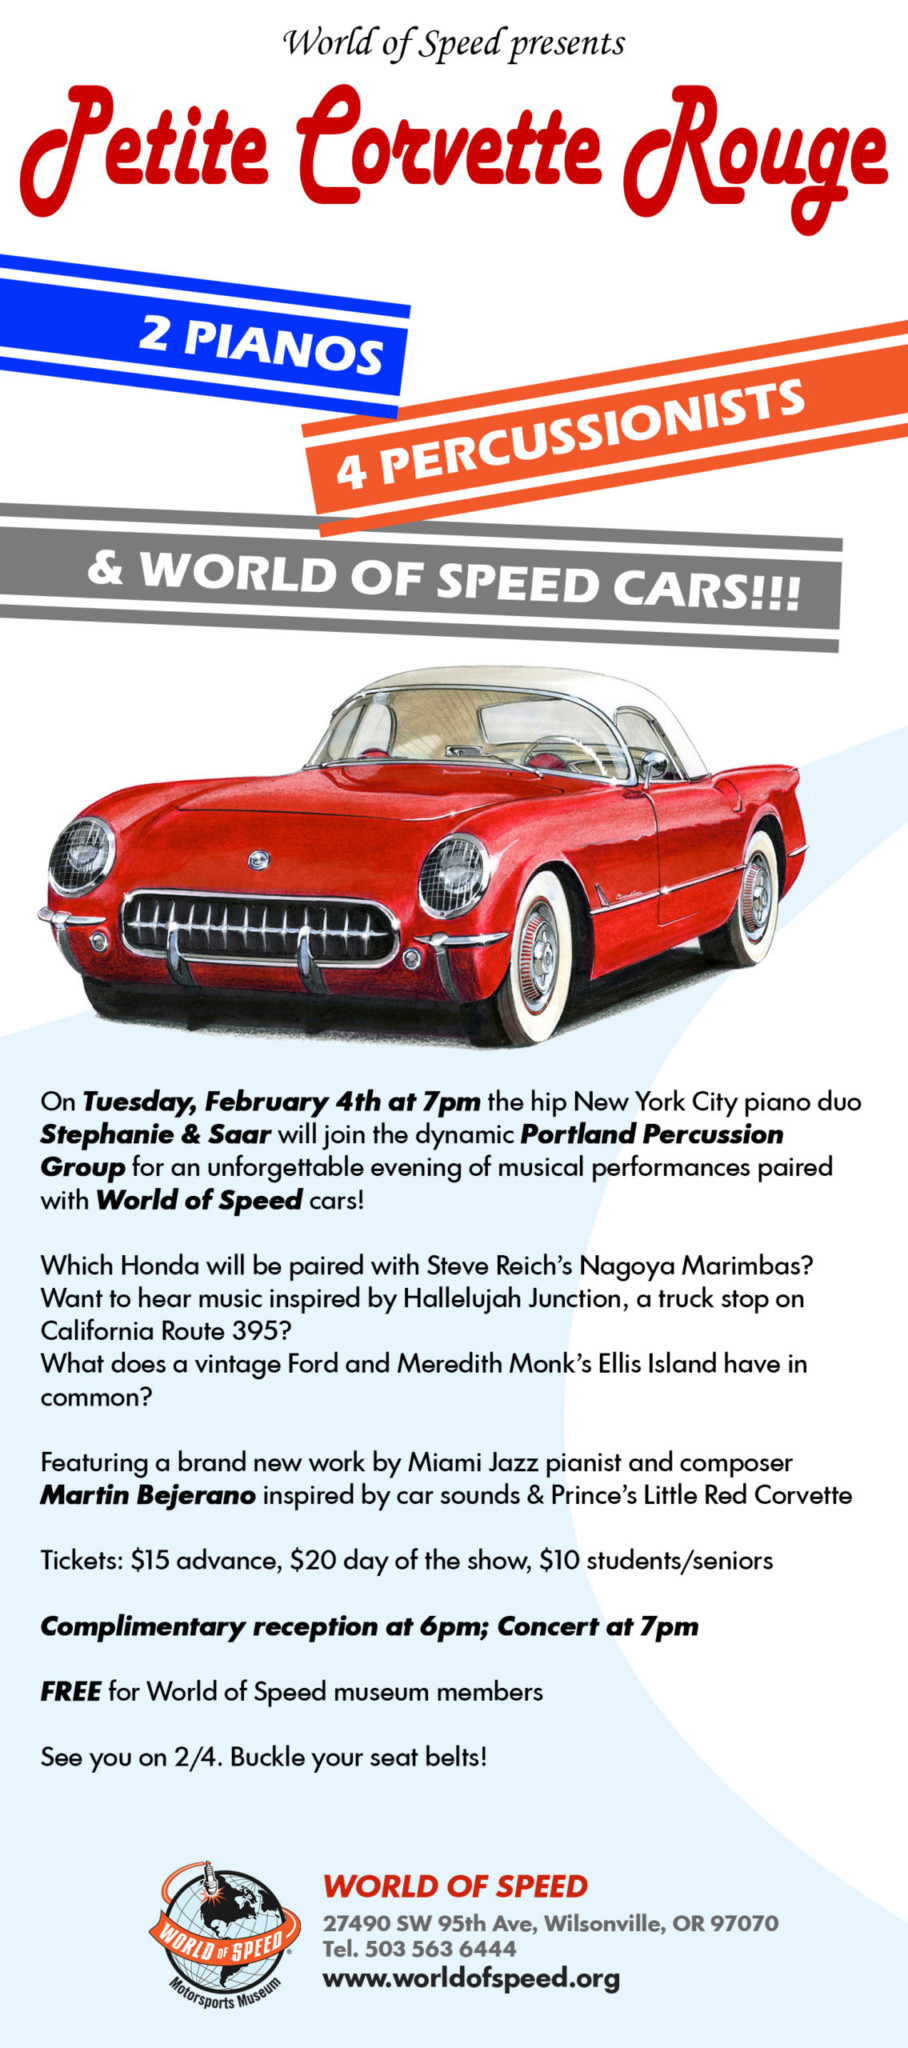 World of Speed presents
Petite Corvette Rouge
2 PIANOS
4 PERCUSSIONISTS
& WORLD OF SPEED CARS!!!
On Tuesday, February 4th at 7pm the hip New York City piano duo
Stephanie & Saar will join the dynamic Portland Percussion
Group for an unforgettable evening of musical performances paired
with World of Speed cars!
Which Honda will be paired with Steve Reich's Nagoya Marimbas?
Want to hear music inspired by Hallelujah Junction, a truck stop on
California Route 395?
What does a vintage Ford and Meredith Monk's Ellis Island have in
common?
Featuring a brand new work by Miami Jazz pianist and composer
Martin Bejerano inspired by car sounds & Prince's Little Red Corvette
Tickets: $15 advance, $20 day of the show, $10 students/seniors
Complimentary reception at 6pm; Concert at 7pm
FREE for World of Speed museum members
See you on 2/4. Buckle your seat belts!
WORLD OF SPEED
Motorsports Museum
WORLD OF SPEED
27490 SW 95th Ave, Wilsonville, OR 97070
Tel. 503 563 6444
www.worldofspeed.org